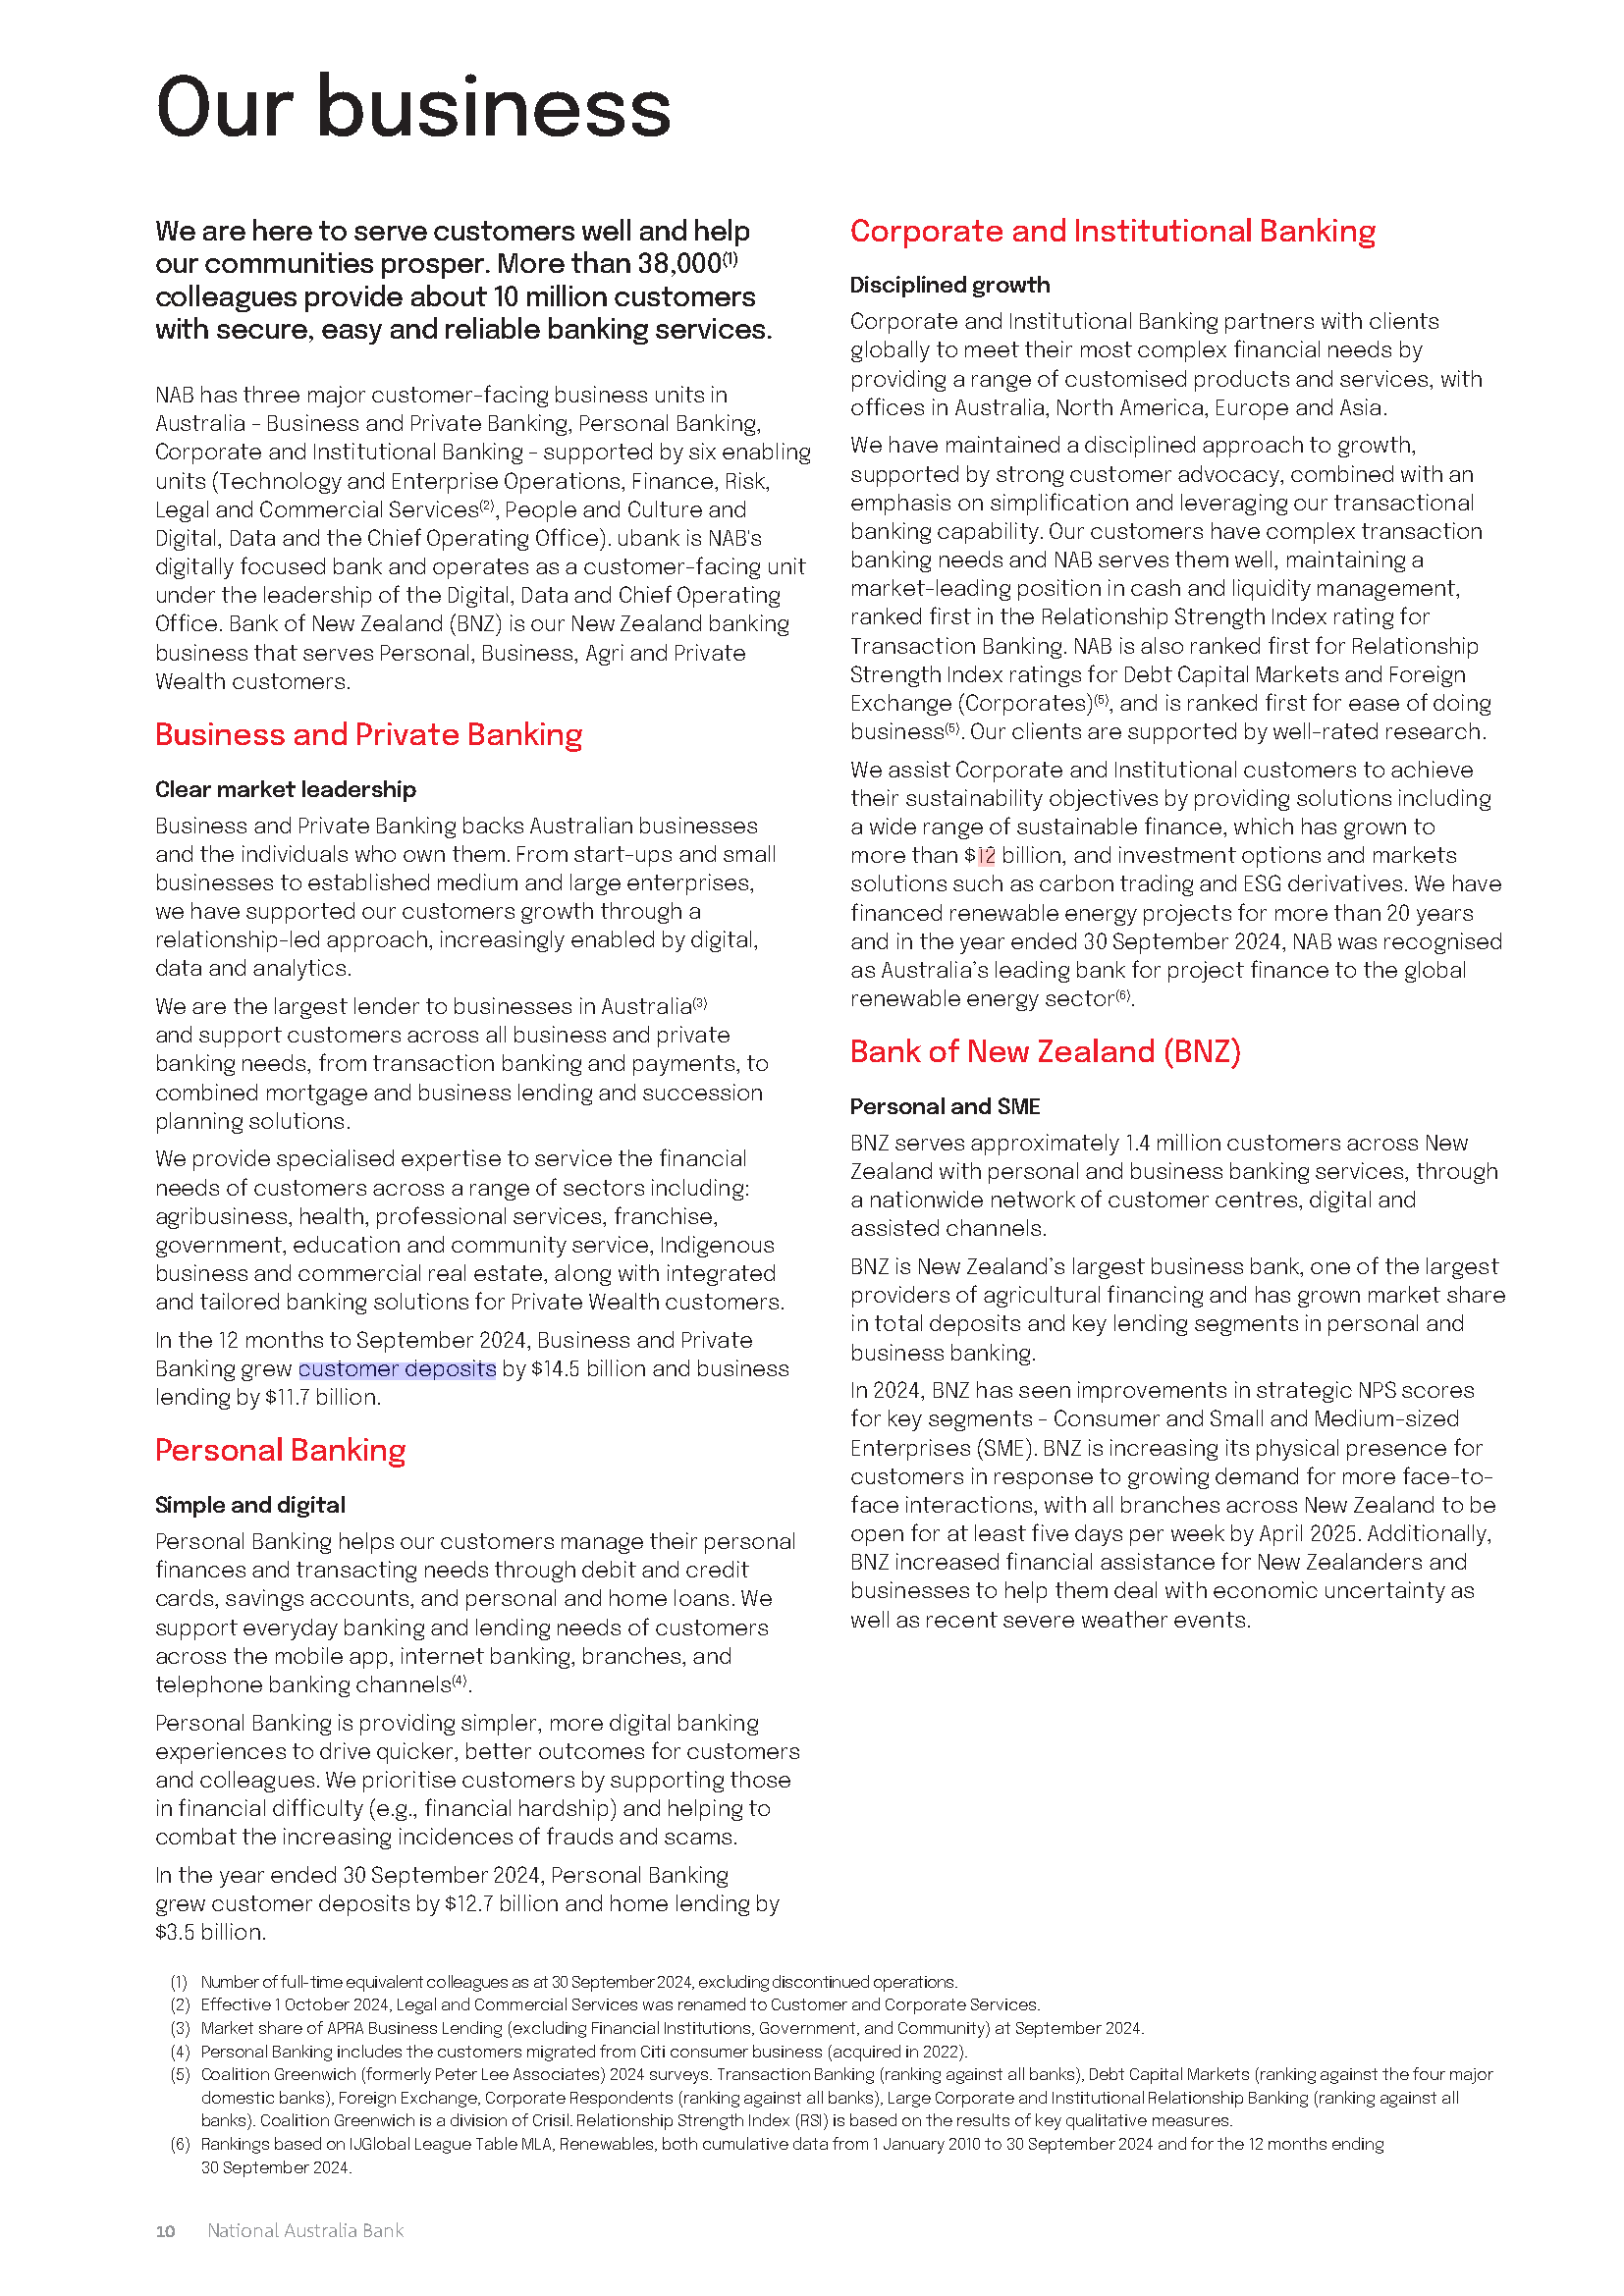 Our business
We are here to serve customers well and help
our communities prosper. More than 38,000(1)
colleagues provide about 10 million customers
with secure, easy and reliable banking services.
NAB has three major customer-facing business units in
Australia – Business and Private Banking, Personal Banking,
Corporate and Institutional Banking – supported by six enabling
units (Technology and Enterprise Operations, Finance, Risk,
Legal and Commercial Services(2), People and Culture and
Digital, Data and the Chief Operating Office). ubank is NAB's
digitally focused bank and operates as a customer-facing unit
under the leadership of the Digital, Data and Chief Operating
Office. Bank of New Zealand (BNZ) is our New Zealand banking
business that serves Personal, Business, Agri and Private
Wealth customers.
Business and Private Banking
Clear market leadership
Business and Private Banking backs Australian businesses
and the individuals who own them. From start-ups and small
businesses to established medium and large enterprises,
we have supported our customers growth through a
relationship-led approach, increasingly enabled by digital,
data and analytics.
We are the largest lender to businesses in Australia(3)
and support customers across all business and private
banking needs, from transaction banking and payments, to
combined mortgage and business lending and succession
planning solutions.
We provide specialised expertise to service the financial
needs of customers across a range of sectors including:
agribusiness, health, professional services, franchise,
government, education and community service, Indigenous
business and commercial real estate, along with integrated
and tailored banking solutions for Private Wealth customers.
In the 12 months to September 2024, Business and Private
Banking grew customer deposits by $14.5 billion and business
lending by $11.7 billion.
Personal Banking
Simple and digital
Personal Banking helps our customers manage their personal
finances and transacting needs through debit and credit
cards, savings accounts, and personal and home loans. We
support everyday banking and lending needs of customers
across the mobile app, internet banking, branches, and
telephone banking channels(4).
Personal Banking is providing simpler, more digital banking
experiences to drive quicker, better outcomes for customers
and colleagues. We prioritise customers by supporting those
in financial difficulty (e.g., financial hardship) and helping to
combat the increasing incidences of frauds and scams.
In the year ended 30 September 2024, Personal Banking
grew customer deposits by $12.7 billion and home lending by
$3.5 billion.
Corporate and Institutional Banking
Disciplined growth
Corporate and Institutional Banking partners with clients
globally to meet their most complex financial needs by
providing a range of customised products and services, with
offices in Australia, North America, Europe and Asia.
We have maintained a disciplined approach to growth,
supported by strong customer advocacy, combined with an
emphasis on simplification and leveraging our transactional
banking capability. Our customers have complex transaction
banking needs and NAB serves them well, maintaining a
market-leading position in cash and liquidity management,
ranked first in the Relationship Strength Index rating for
Transaction Banking. NAB is also ranked first for Relationship
Strength Index ratings for Debt Capital Markets and Foreign
Exchange (Corporates)(5), and is ranked first for ease of doing
business(5). Our clients are supported by well-rated research.
We assist Corporate and Institutional customers to achieve
their sustainability objectives by providing solutions including
a wide range of sustainable finance, which has grown to
more than $12 billion, and investment options and markets
solutions such as carbon trading and ESG derivatives. We have
financed renewable energy projects for more than 20 years
and in the year ended 30 September 2024, NAB was recognised
as Australia's leading bank for project finance to the global
renewable energy sector(6).
Bank of New Zealand (BNZ)
Personal and SME
BNZ serves approximately 1.4 million customers across New
Zealand with personal and business banking services, through
a nationwide network of customer centres, digital and
assisted channels.
BNZ is New Zealand's largest business bank, one of the largest
providers of agricultural financing and has grown market share
in total deposits and key lending segments in personal and
business banking.
In 2024, BNZ has seen improvements in strategic NPS scores
for key segments – Consumer and Small and Medium-sized
Enterprises (SME). BNZ is increasing its physical presence for
customers in response to growing demand for more face-to-
face interactions, with all branches across New Zealand to be
open for at least five days per week by April 2025. Additionally,
BNZ increased financial assistance for New Zealanders and
businesses to help them deal with economic uncertainty as
well as recent severe weather events.
(1) Number of full-time equivalent colleagues as at 30 September 2024, excluding discontinued operations.
(2) Effective 1 October 2024, Legal and Commercial Services was renamed to Customer and Corporate Services.
(3) Market share of APRA Business Lending (excluding Financial Institutions, Government, and Community) at September 2024.
(4) Personal Banking includes the customers migrated from Citi consumer business (acquired in 2022).
(5) Coalition Greenwich (formerly Peter Lee Associates) 2024 surveys. Transaction Banking (ranking against all banks), Debt Capital Markets (ranking against the four major
domestic banks), Foreign Exchange, Corporate Respondents (ranking against all banks), Large Corporate and Institutional Relationship Banking (ranking against all
banks). Coalition Greenwich is a division of Crisil. Relationship Strength Index (RSI) is based on the results of key qualitative measures.
(6) Rankings based on IJGlobal League Table MLA, Renewables, both cumulative data from 1 January 2010 to 30 September 2024 and for the 12 months ending
30 September 2024.
10 National Australia Bank